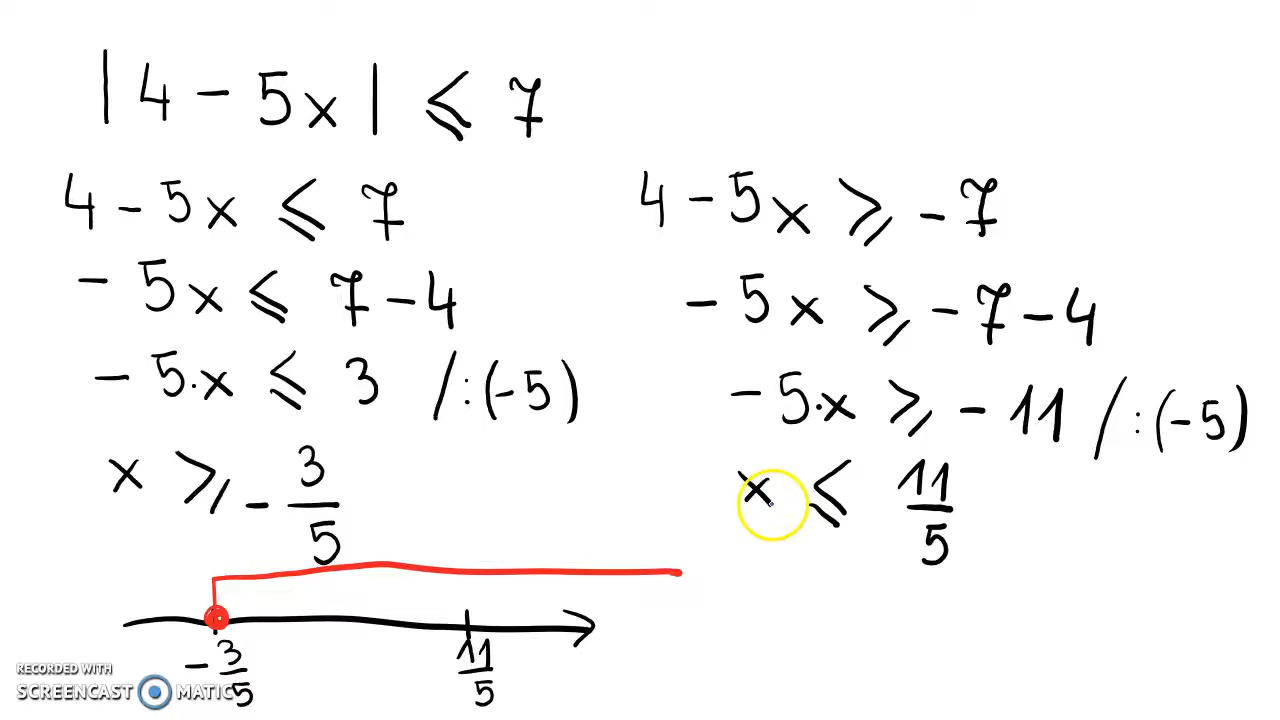 |4 - 5x| ⩽ 7
4 - 5x ⩽ 7
- 5x ⩽ 7 - 4
- 5·x ⩽ 3 /:(-5)
x ⩾ - 3/5
4 - 5x ⩾ - 7
- 5x ⩾ - 7 - 4
- 5·x ⩾ - 11 /:(-5)
x ⩽ 11/5
- 3/5 11/5
RECORDED WITH
SCREENCAST MATIC